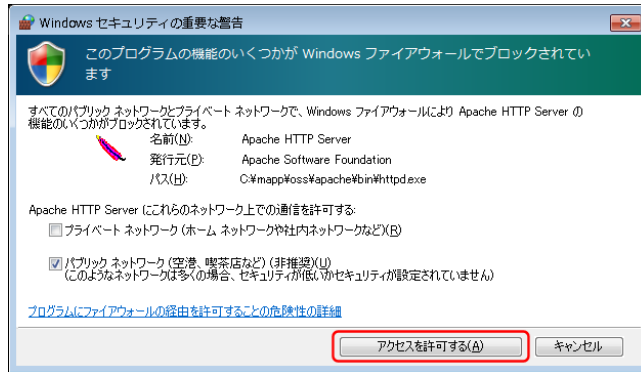 Windows セキュリティの重要な警告
このプログラムの機能のいくつかが Windows ファイアウォールでブロックされてい
ます
すべてのパブリック ネットワークとプライベート ネットワークで、Windows ファイアウォールにより Apache HTTP Server の
機能のいくつかがブロックされています。
名前(N): Apache HTTP Server
発行元(P): Apache Software Foundation
パス(H): C:¥mapp¥oss¥apache¥bin¥httpd.exe
Apache HTTP Server にこれらのネットワーク上での通信を許可する:
プライベート ネットワーク (ホーム ネットワークや社内ネットワークなど)(R)
パブリック ネットワーク (空港、喫茶店など) (非推奨)(U)
(このようなネットワークは多くの場合、セキュリティが低いかセキュリティが設定されていません)
プログラムにファイアウォールの経由を許可することの危険性の詳細
アクセスを許可する(A) キャンセル